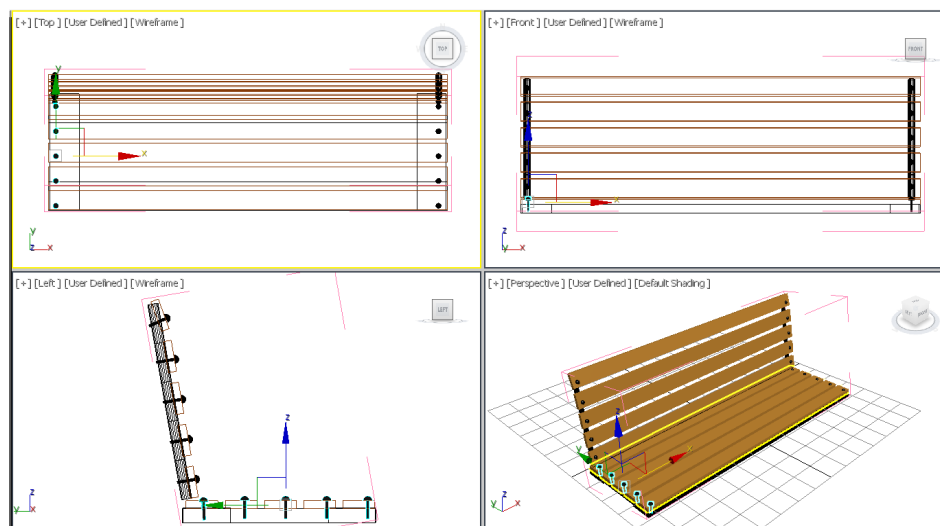 [+] [Top] [User Defined] [Wireframe]
TOP
y
x
y
z x
[+] [Front] [User Defined] [Wireframe]
FRONT
z
x
z
y x
[+] [Left] [User Defined] [Wireframe]
LEFT
z
y
z
y x
[+] [Perspective] [User Defined] [Default Shading]
z
x
y
z
y x